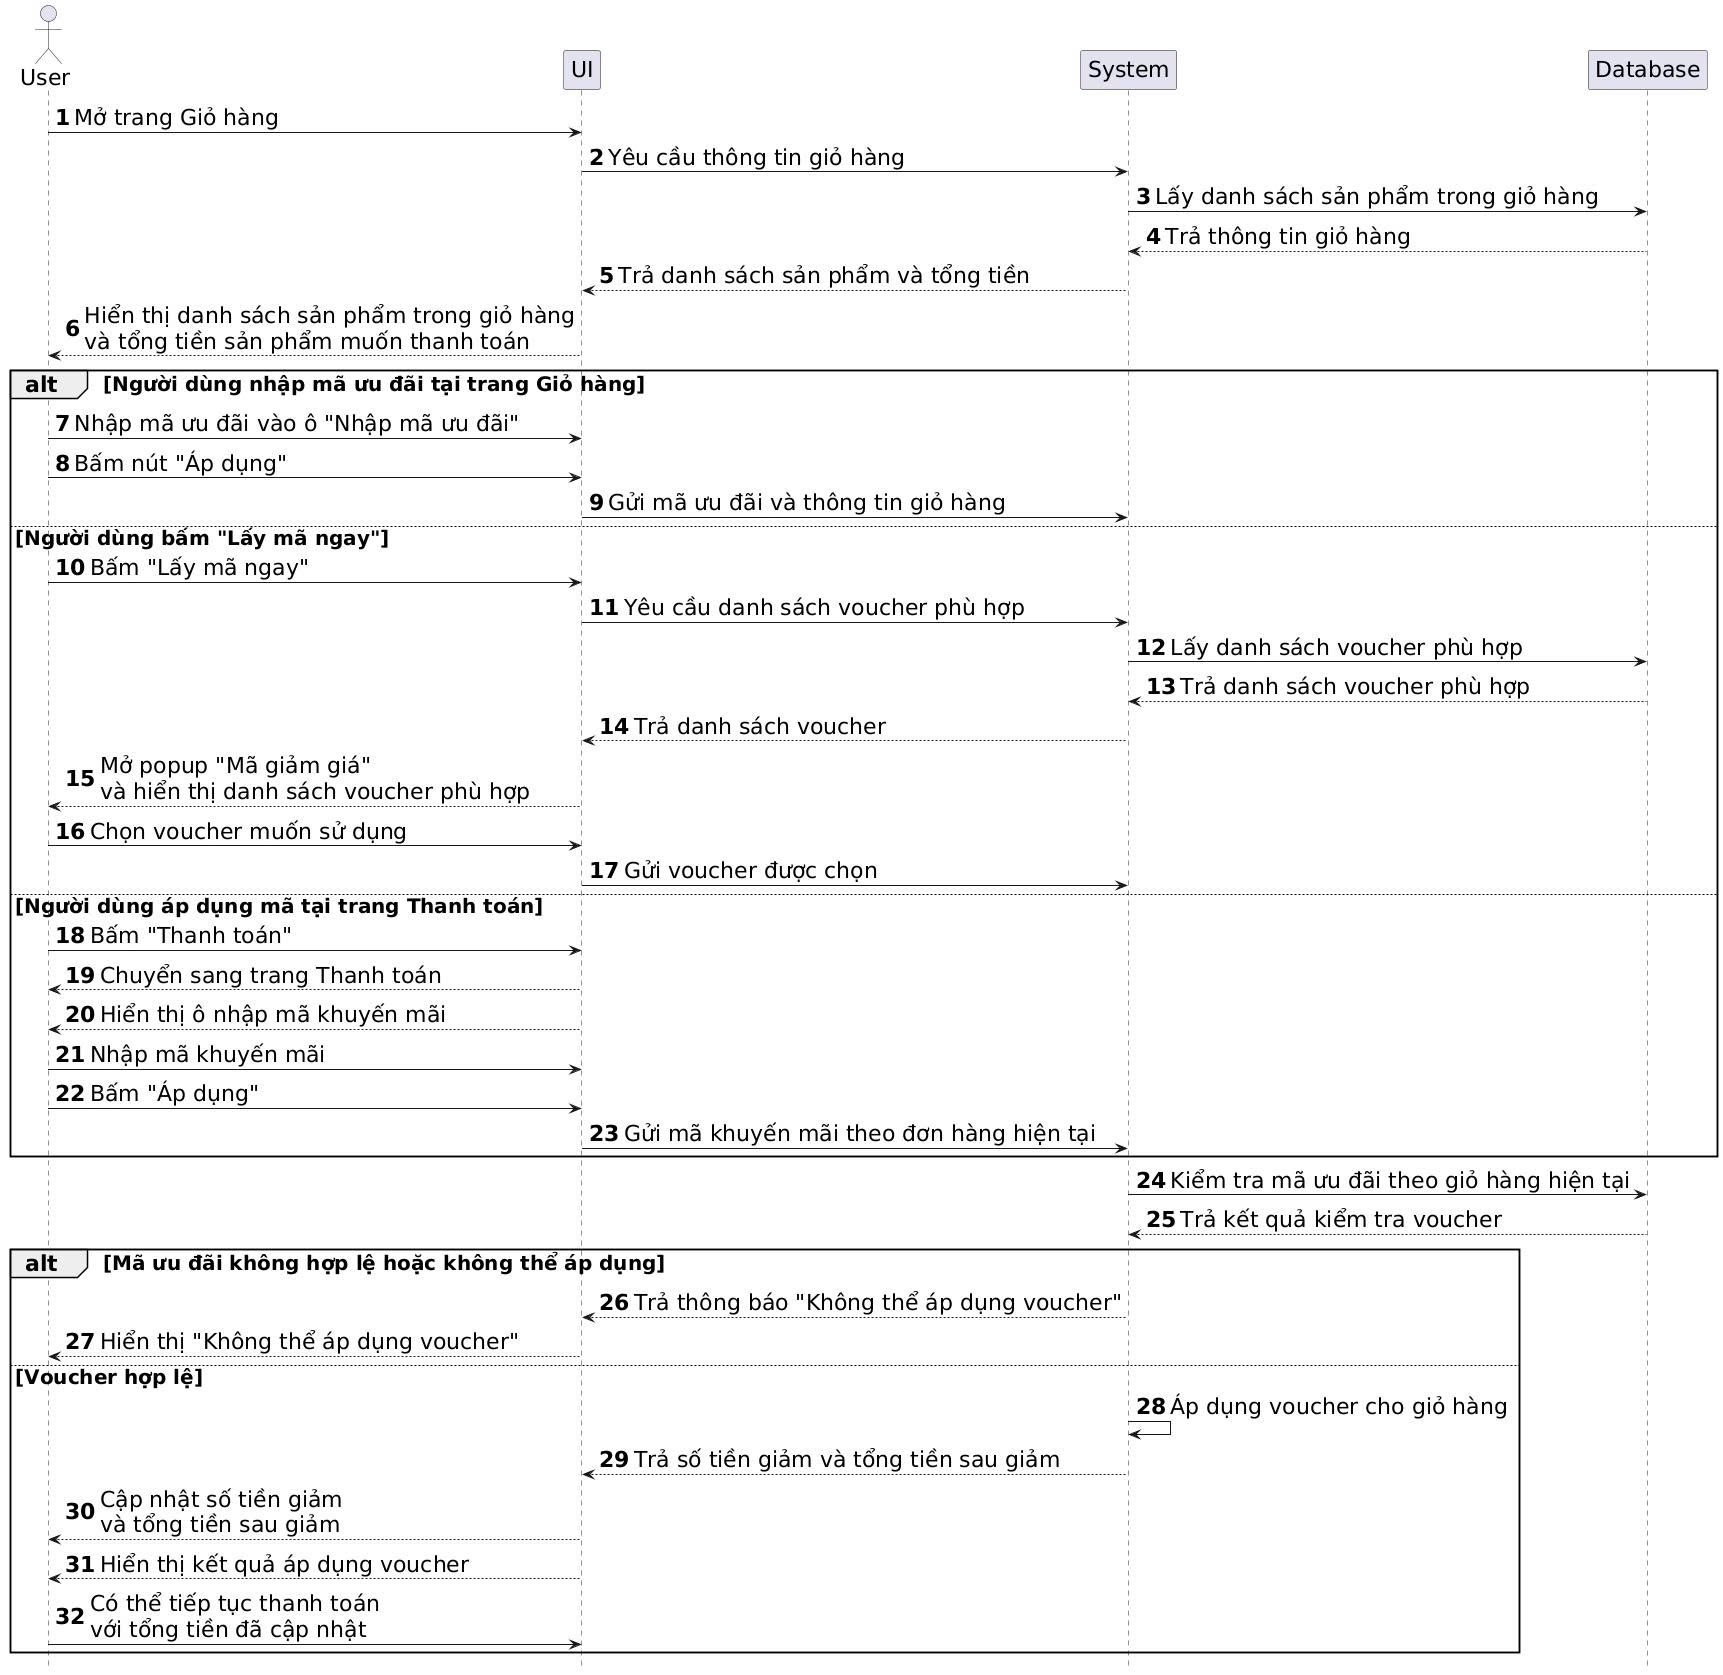 User
UI
System
Database
1 Mở trang Giỏ hàng
2 Yêu cầu thông tin giỏ hàng
3 Lấy danh sách sản phẩm trong giỏ hàng
4 Trả thông tin giỏ hàng
5 Trả danh sách sản phẩm và tổng tiền
6 Hiển thị danh sách sản phẩm trong giỏ hàng
và tổng tiền sản phẩm muốn thanh toán
alt [Người dùng nhập mã ưu đãi tại trang Giỏ hàng]
7 Nhập mã ưu đãi vào ô "Nhập mã ưu đãi"
8 Bấm nút "Áp dụng"
9 Gửi mã ưu đãi và thông tin giỏ hàng
[Người dùng bấm "Lấy mã ngay"]
10 Bấm "Lấy mã ngay"
11 Yêu cầu danh sách voucher phù hợp
12 Lấy danh sách voucher phù hợp
13 Trả danh sách voucher phù hợp
14 Trả danh sách voucher
15 Mở popup "Mã giảm giá"
và hiển thị danh sách voucher phù hợp
16 Chọn voucher muốn sử dụng
17 Gửi voucher được chọn
[Người dùng áp dụng mã tại trang Thanh toán]
18 Bấm "Thanh toán"
19 Chuyển sang trang Thanh toán
20 Hiển thị ô nhập mã khuyến mãi
21 Nhập mã khuyến mãi
22 Bấm "Áp dụng"
23 Gửi mã khuyến mãi theo đơn hàng hiện tại
24 Kiểm tra mã ưu đãi theo giỏ hàng hiện tại
25 Trả kết quả kiểm tra voucher
alt [Mã ưu đãi không hợp lệ hoặc không thể áp dụng]
26 Trả thông báo "Không thể áp dụng voucher"
27 Hiển thị "Không thể áp dụng voucher"
[Voucher hợp lệ]
28 Áp dụng voucher cho giỏ hàng
29 Trả số tiền giảm và tổng tiền sau giảm
30 Cập nhật số tiền giảm
và tổng tiền sau giảm
31 Hiển thị kết quả áp dụng voucher
32 Có thể tiếp tục thanh toán
với tổng tiền đã cập nhật